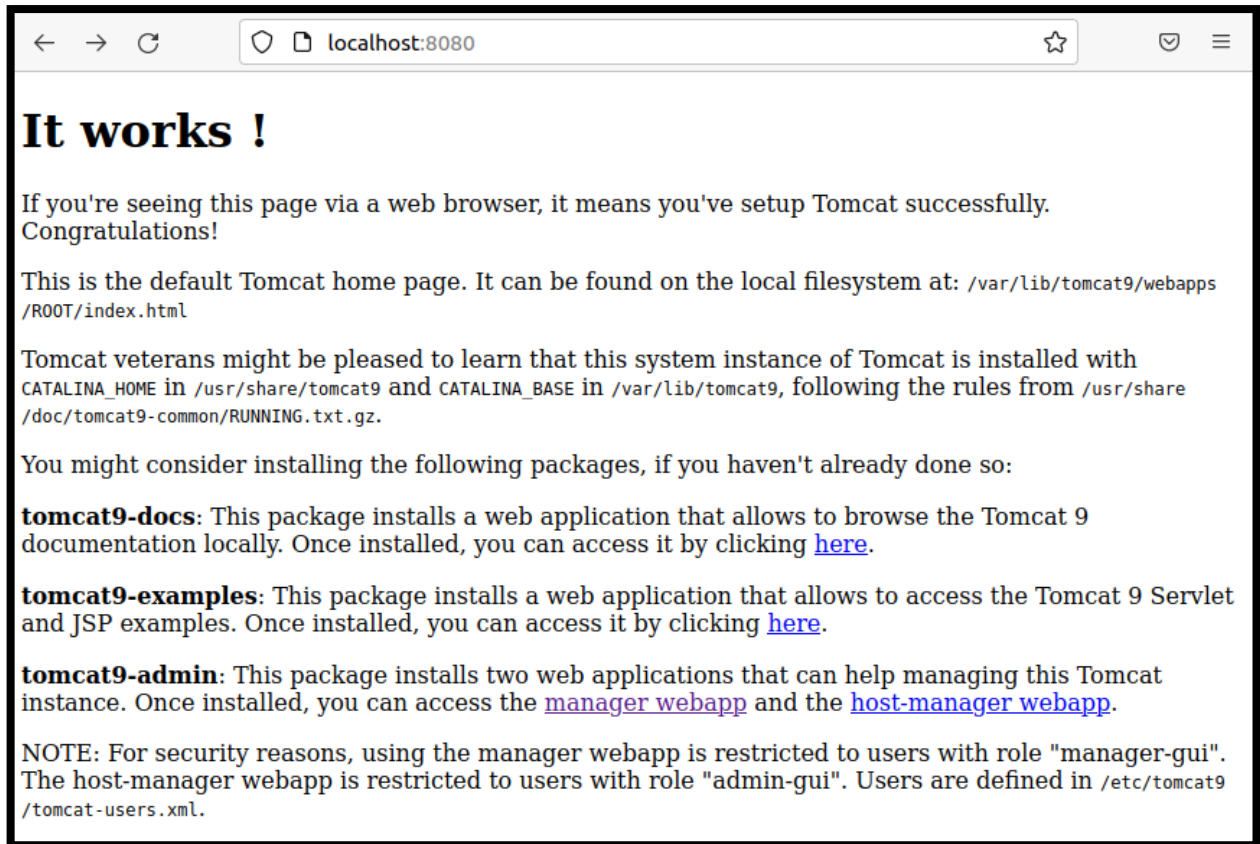 localhost:8080
It works !
If you're seeing this page via a web browser, it means you've setup Tomcat successfully.
Congratulations!
This is the default Tomcat home page. It can be found on the local filesystem at: /var/lib/tomcat9/webapps
/ROOT/index.html
Tomcat veterans might be pleased to learn that this system instance of Tomcat is installed with
CATALINA_HOME in /usr/share/tomcat9 and CATALINA_BASE in /var/lib/tomcat9, following the rules from /usr/share
/doc/tomcat9-common/RUNNING.txt.gz.
You might consider installing the following packages, if you haven't already done so:
tomcat9-docs: This package installs a web application that allows to browse the Tomcat 9
documentation locally. Once installed, you can access it by clicking here.
tomcat9-examples: This package installs a web application that allows to access the Tomcat 9 Servlet
and JSP examples. Once installed, you can access it by clicking here.
tomcat9-admin: This package installs two web applications that can help managing this Tomcat
instance. Once installed, you can access the manager webapp and the host-manager webapp.
NOTE: For security reasons, using the manager webapp is restricted to users with role "manager-gui".
The host-manager webapp is restricted to users with role "admin-gui". Users are defined in /etc/tomcat9
/tomcat-users.xml.